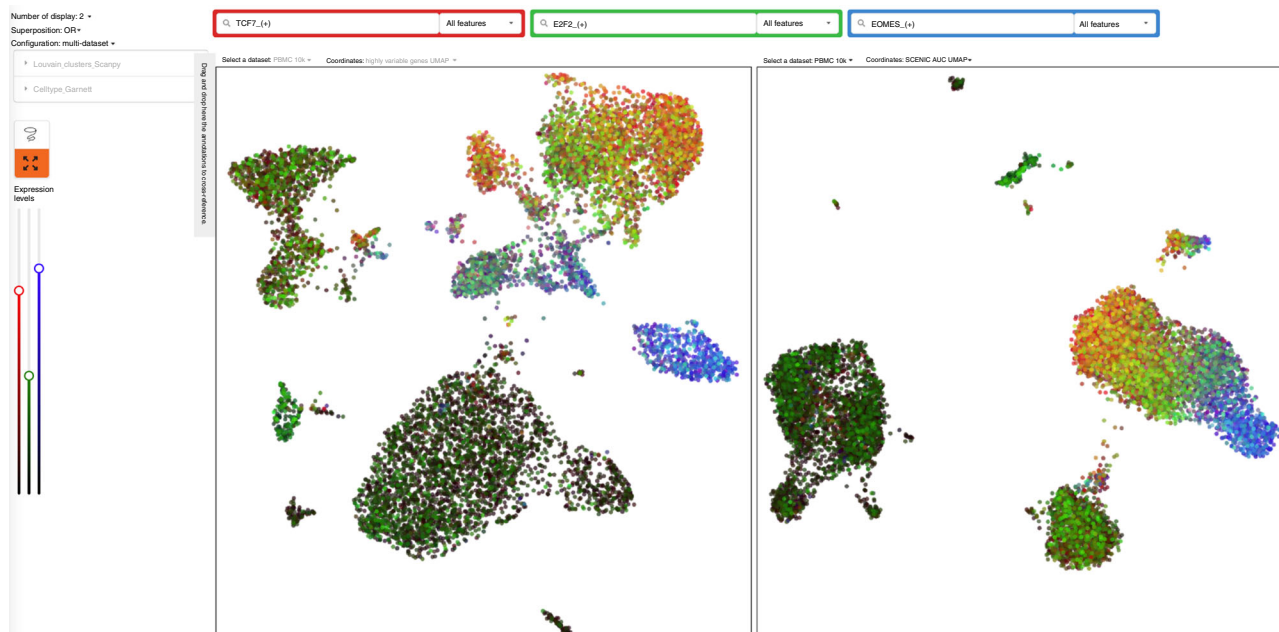 Number of display: 2
Superposition: OR
Configuration: multi-dataset
Louvain_clusters_Scanpy
Celltype_Garnett
Expression
levels
Drag and drop here the annotations to cross-reference.
TCF7_(+) All features
E2F2_(+) All features
EOMES_(+) All features
Select a dataset: PBMC 10k Coordinates: highly variable genes UMAP
Select a dataset: PBMC 10k Coordinates: SCENIC AUC UMAP